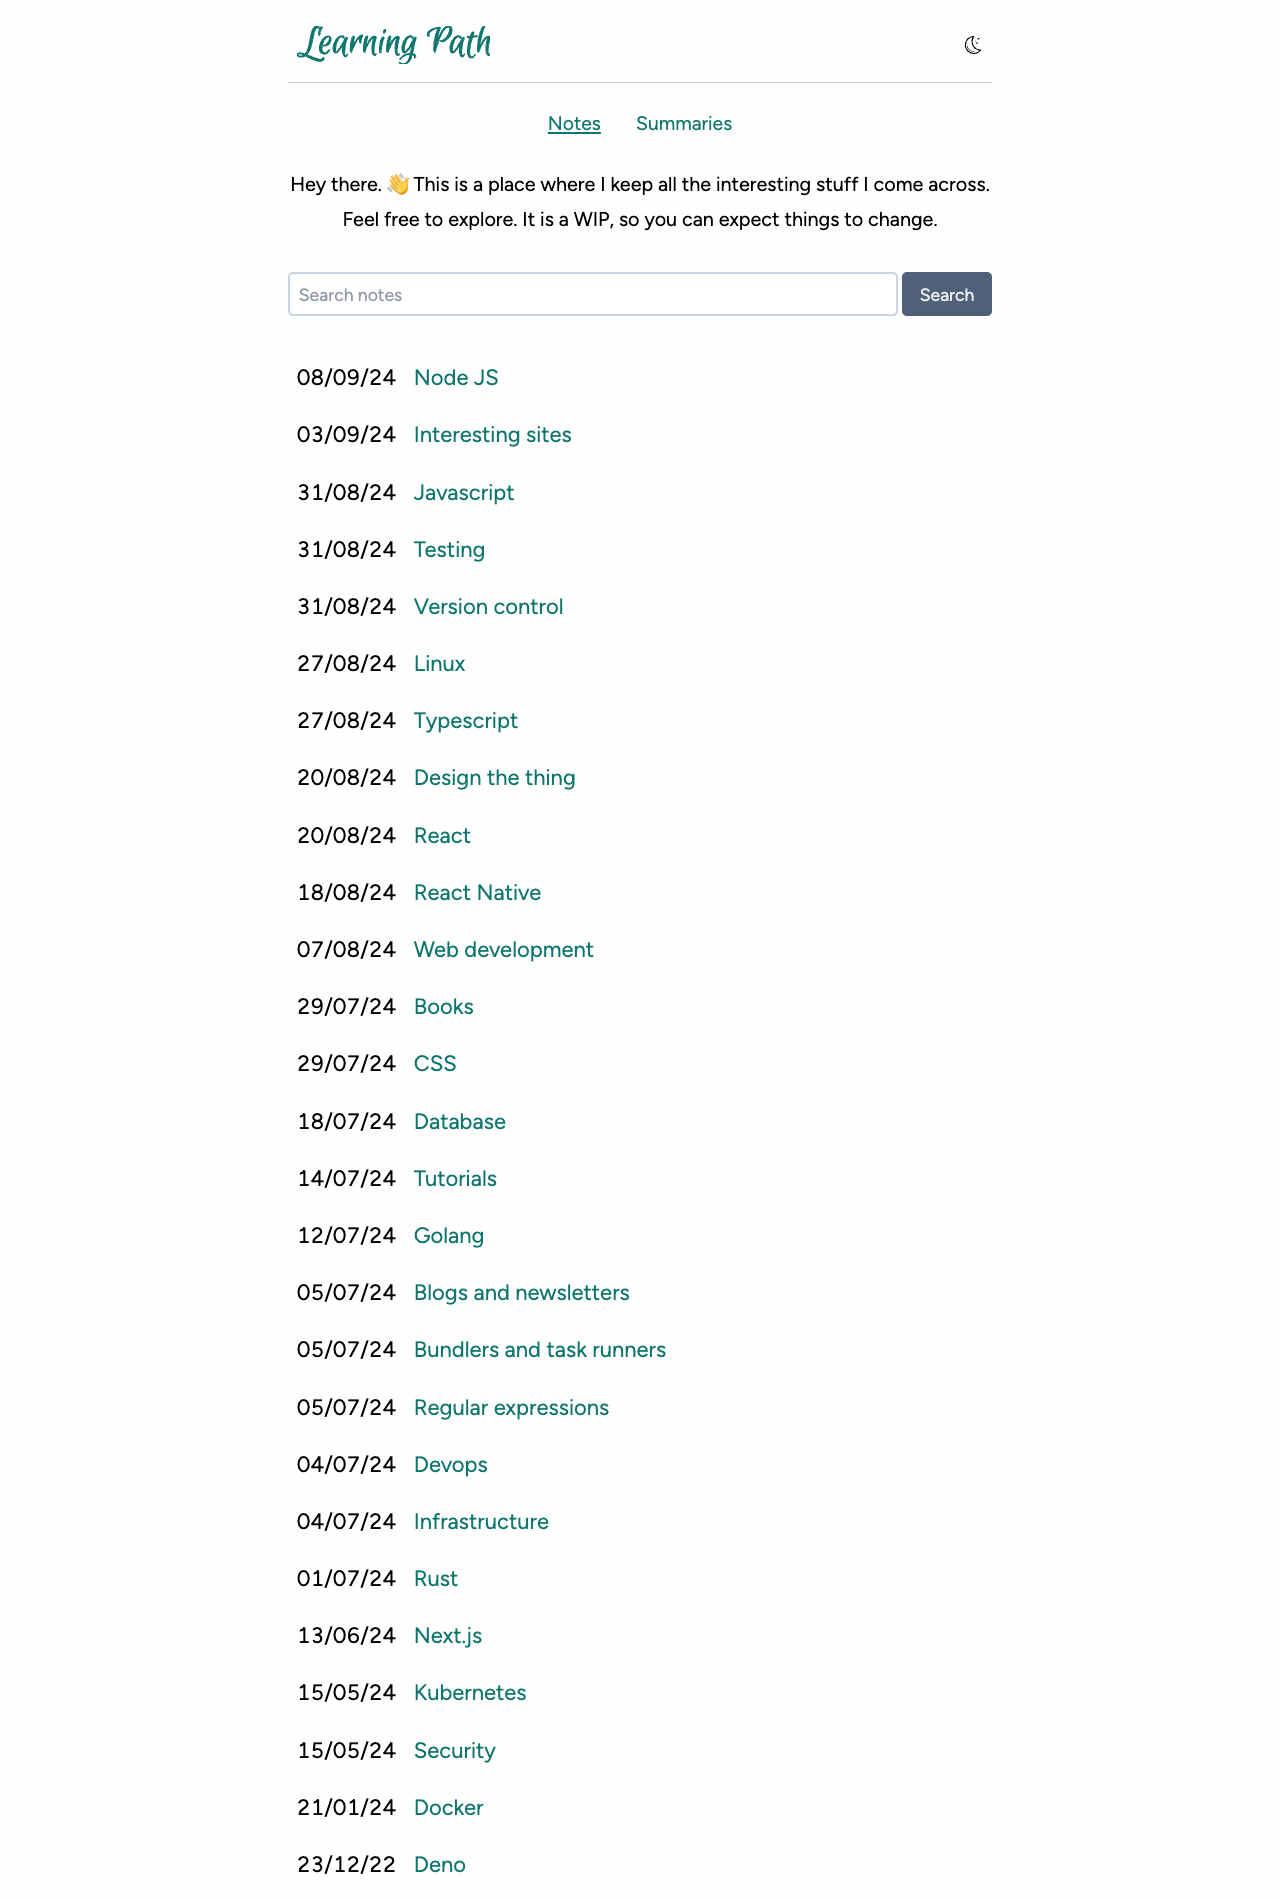 Learning Path
Notes Summaries
Hey there. 👋 This is a place where I keep all the interesting stuff I come across.
Feel free to explore. It is a WIP, so you can expect things to change.
Search notes Search
08/09/24 Node JS
03/09/24 Interesting sites
31/08/24 Javascript
31/08/24 Testing
31/08/24 Version control
27/08/24 Linux
27/08/24 Typescript
20/08/24 Design the thing
20/08/24 React
18/08/24 React Native
07/08/24 Web development
29/07/24 Books
29/07/24 CSS
18/07/24 Database
14/07/24 Tutorials
12/07/24 Golang
05/07/24 Blogs and newsletters
05/07/24 Bundlers and task runners
05/07/24 Regular expressions
04/07/24 Devops
04/07/24 Infrastructure
01/07/24 Rust
13/06/24 Next.js
15/05/24 Kubernetes
15/05/24 Security
21/01/24 Docker
23/12/22 Deno